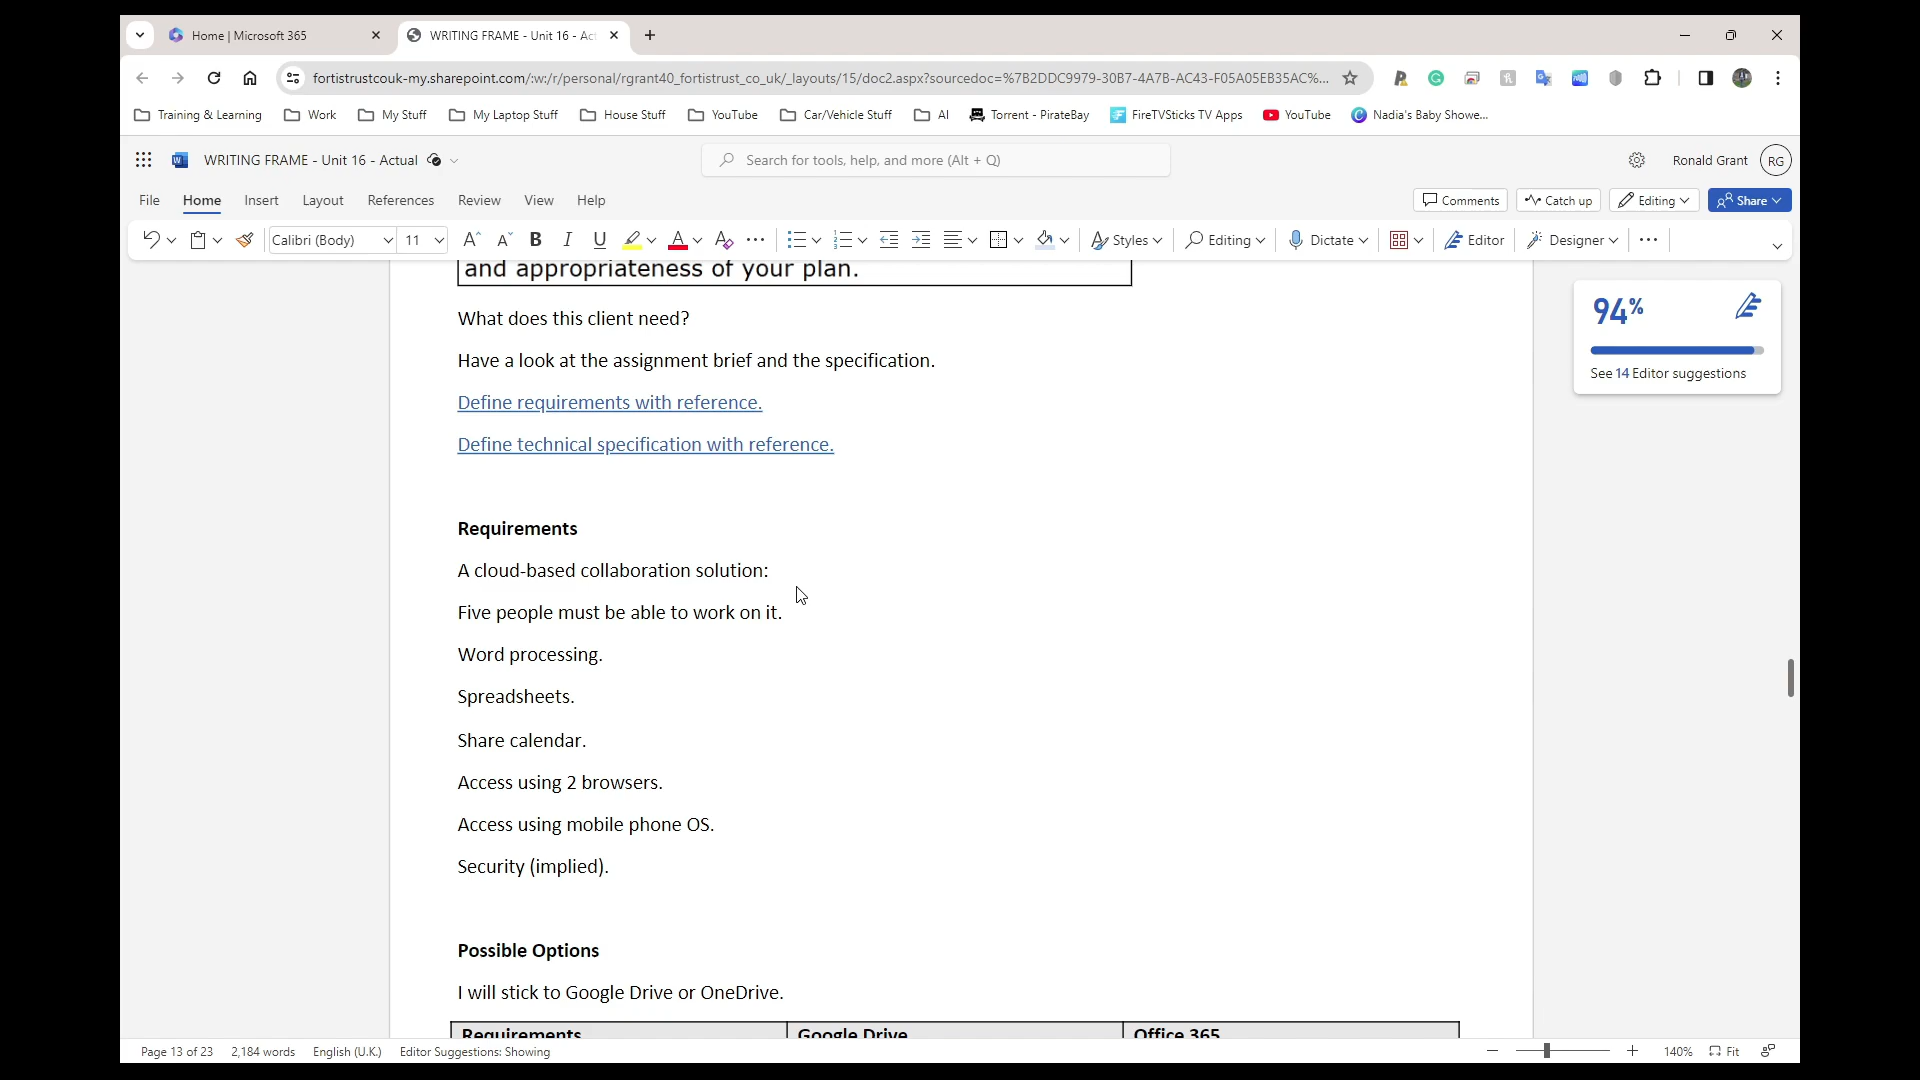 Home | Microsoft 365
WRITING FRAME - Unit 16 - Act
fortistrustcouk-my.sharepoint.com/:w:/r/personal/rgrant40_fortistrust_co_uk/_layouts/15/doc2.aspx?sourcedoc=%7B2DDC9979-30B7-4A7B-AC43-F05A05EB35AC%...
Training & Learning Work My Stuff My Laptop Stuff House Stuff YouTube Car/Vehicle Stuff AI Torrent - PirateBay FireTVSticks TV Apps YouTube Nadia's Baby Showe...
WRITING FRAME - Unit 16 - Actual
Search for tools, help, and more (Alt + Q)
Ronald Grant RG
File Home Insert Layout References Review View Help
Comments Catch up Editing Share
Calibri (Body) 11 Styles Editing Dictate Editor Designer
and appropriateness of your plan.
94%
See 14 Editor suggestions
What does this client need?
Have a look at the assignment brief and the specification.
Define requirements with reference.
Define technical specification with reference.
Requirements
A cloud-based collaboration solution:
Five people must be able to work on it.
Word processing.
Spreadsheets.
Share calendar.
Access using 2 browsers.
Access using mobile phone OS.
Security (implied).
Possible Options
I will stick to Google Drive or OneDrive.
Requirements Google Drive Office 365
Page 13 of 23 2,184 words English (U.K.) Editor Suggestions: Showing
140% Fit